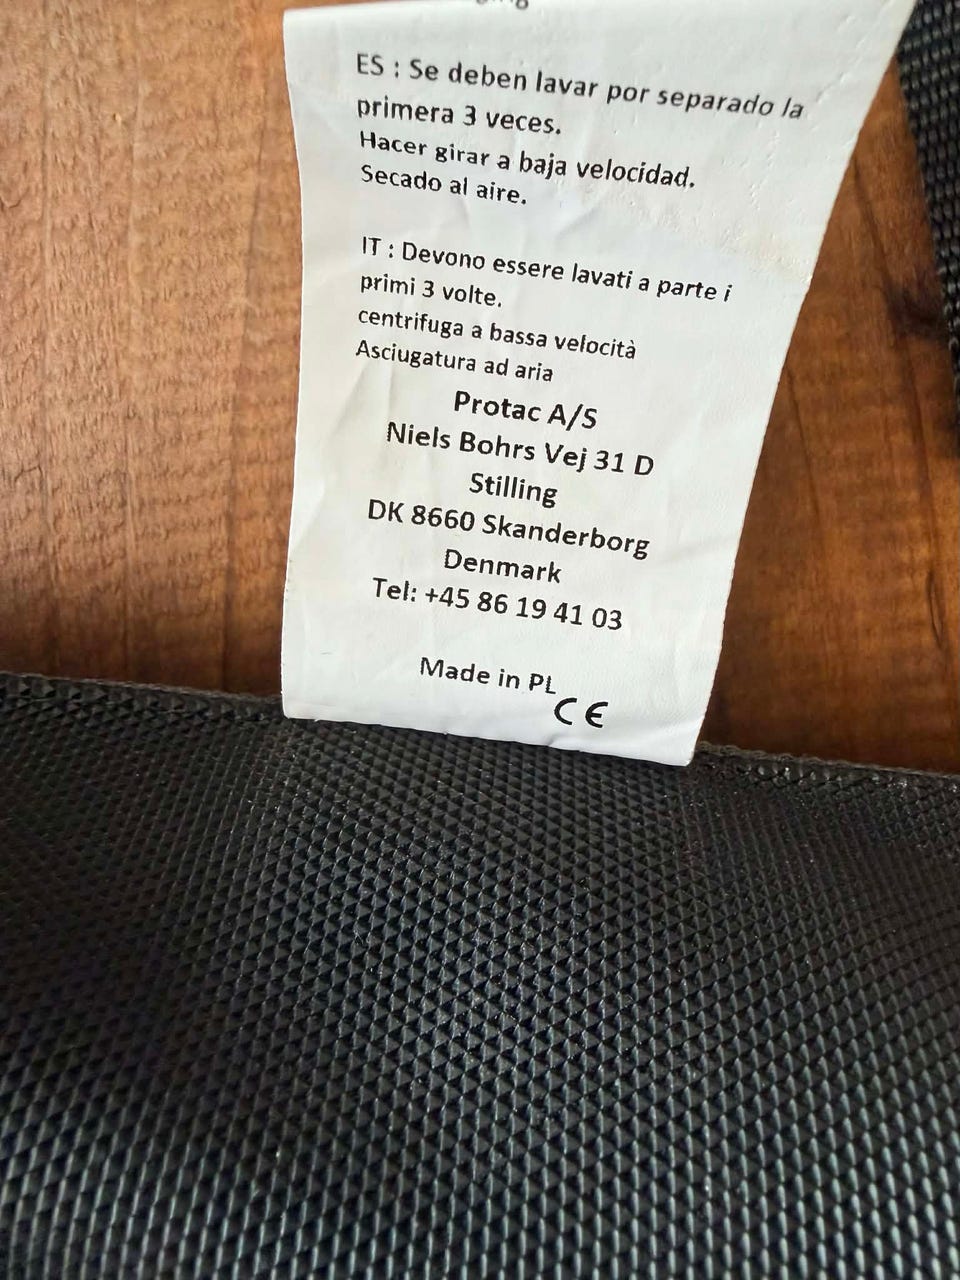 ES : Se deben lavar por separado la
primera 3 veces.
Hacer girar a baja velocidad.
Secado al aire.
IT : Devono essere lavati a parte i
primi 3 volte.
centrifuga a bassa velocità
Asciugatura ad aria
Protac A/S
Niels Bohrs Vej 31 D
Stilling
DK 8660 Skanderborg
Denmark
Tel: +45 86 19 41 03
Made in PL
CE